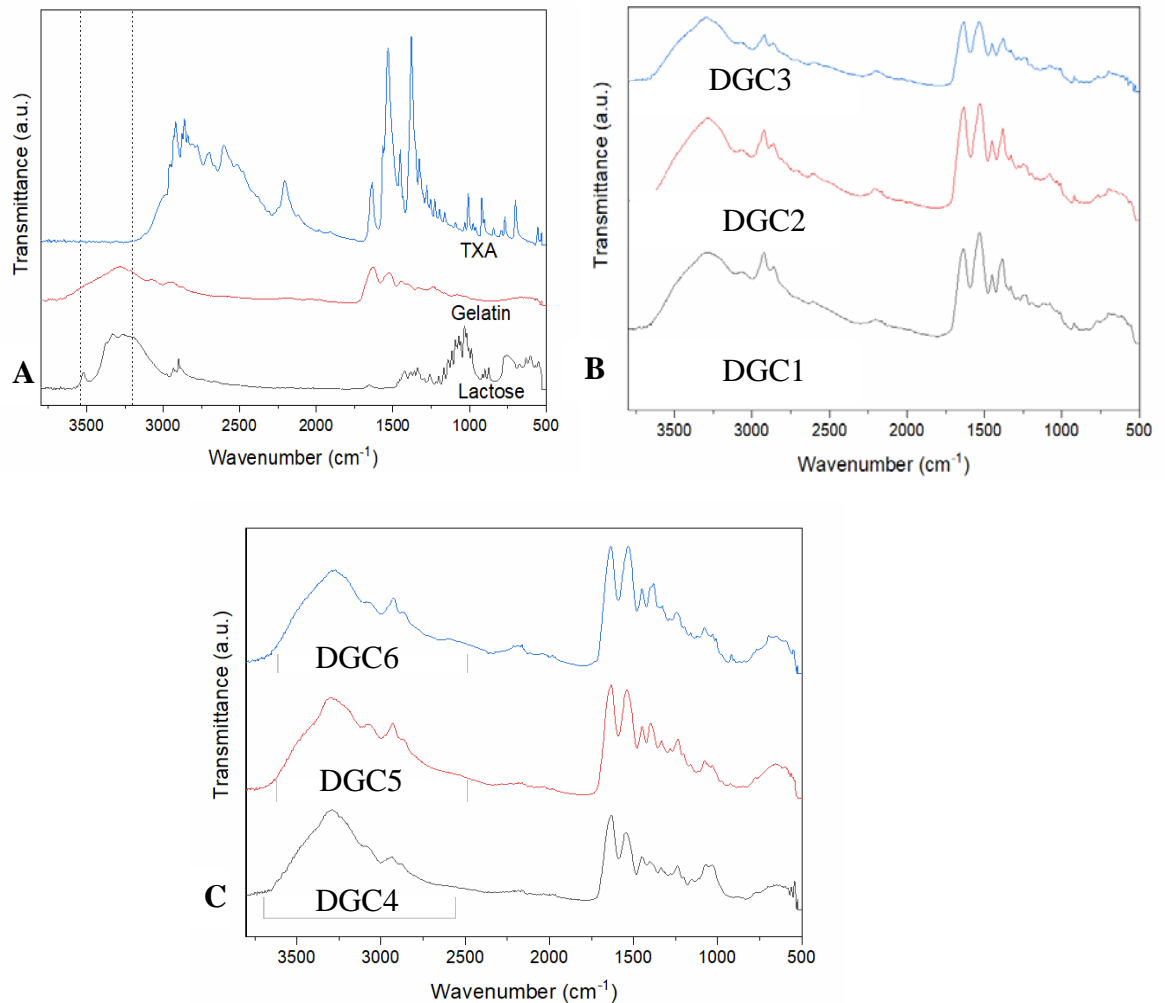 Transmittance (a.u.)
TXA
Gelatin
Lactose
A
3500 3000 2500 2000 1500 1000 500
Wavenumber (cm⁻¹)
Transmittance (a.u.)
DGC3
DGC2
DGC1
B
3500 3000 2500 2000 1500 1000 500
Wavenumber (cm⁻¹)
Transmittance (a.u.)
DGC6
DGC5
DGC4
C
3500 3000 2500 2000 1500 1000 500
Wavenumber (cm⁻¹)